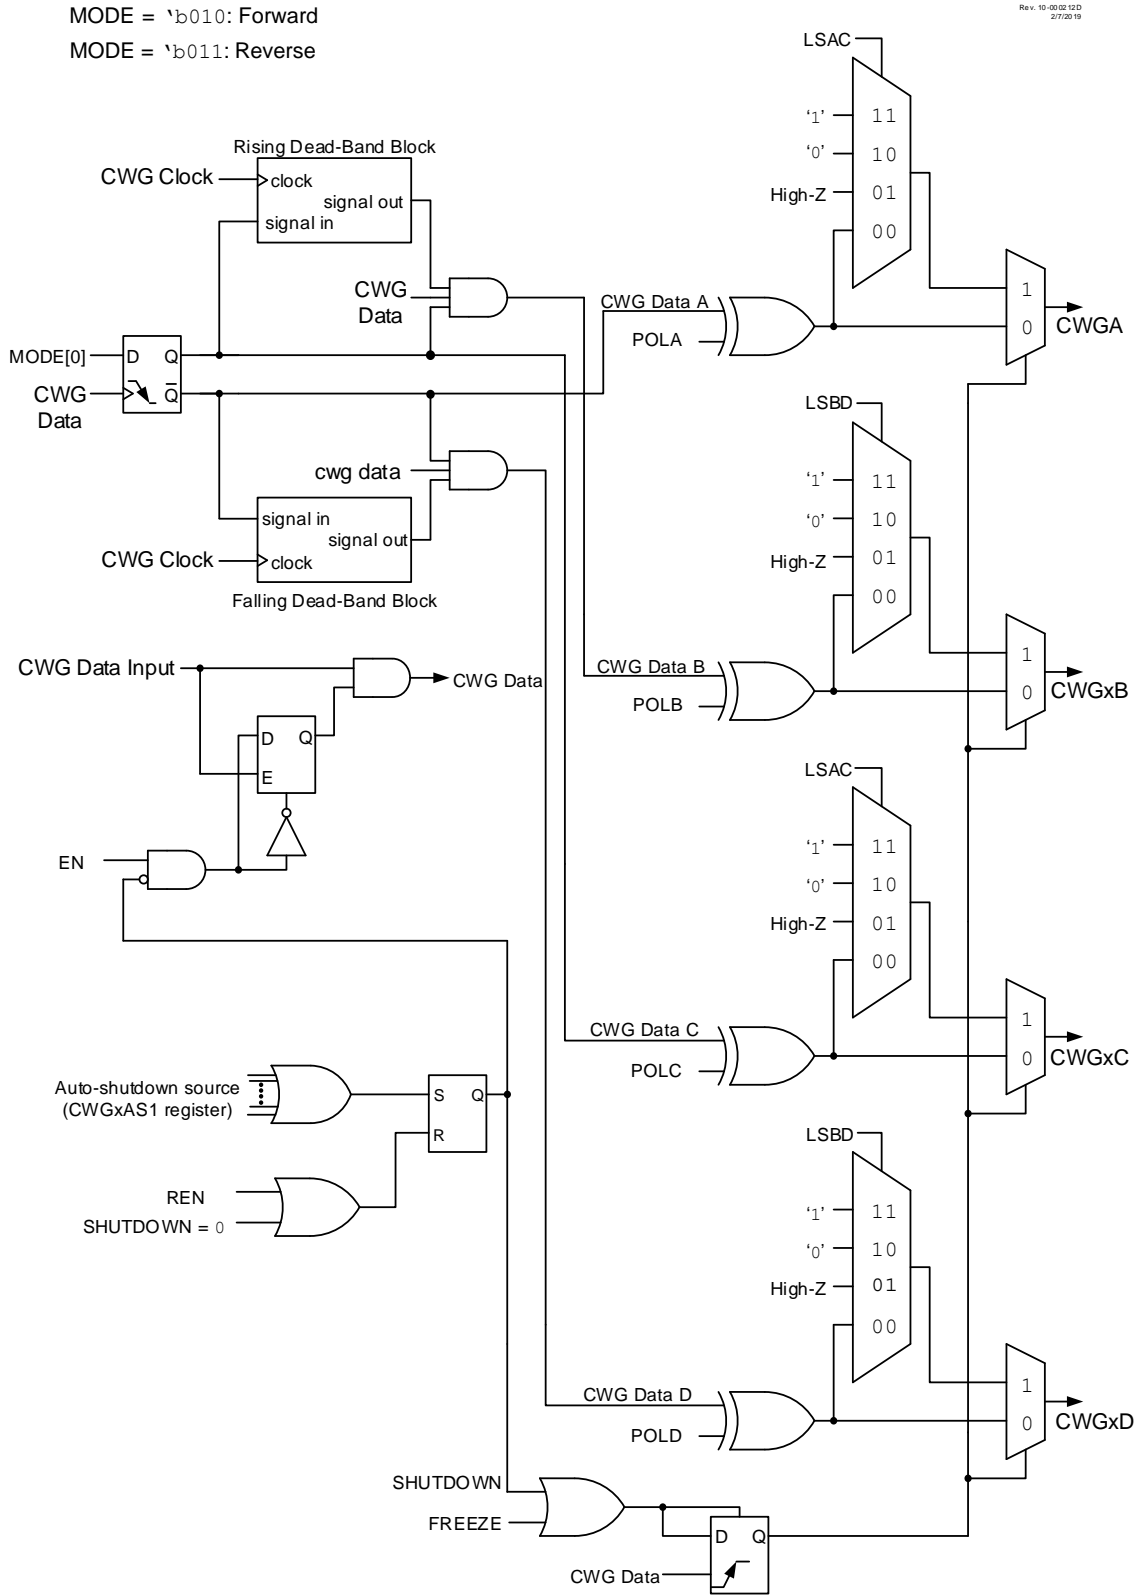 MODE = ‛b010: Forward
MODE = ‛b011: Reverse
Rev. 10-000212D
2/7/2019
LSAC
‘1’
11
‘0’
10
High-Z
01
00
Rising Dead-Band Block
CWG Clock
clock
signal out
signal in
CWG
Data
CWG Data A
POLA
1
0
CWGA
MODE[0]
D
Q
CWG
Data
Q
cwg data
signal in
signal out
CWG Clock
clock
Falling Dead-Band Block
LSBD
‘1’
11
‘0’
10
High-Z
01
00
CWG Data B
POLB
1
0
CWGxB
CWG Data Input
CWG Data
D
Q
E
EN
LSAC
‘1’
11
‘0’
10
High-Z
01
00
CWG Data C
POLC
1
0
CWGxC
Auto-shutdown source
(CWGxAS1 register)
S
Q
R
REN
SHUTDOWN = 0
LSBD
‘1’
11
‘0’
10
High-Z
01
00
CWG Data D
POLD
1
0
CWGxD
SHUTDOWN
FREEZE
D
Q
CWG Data